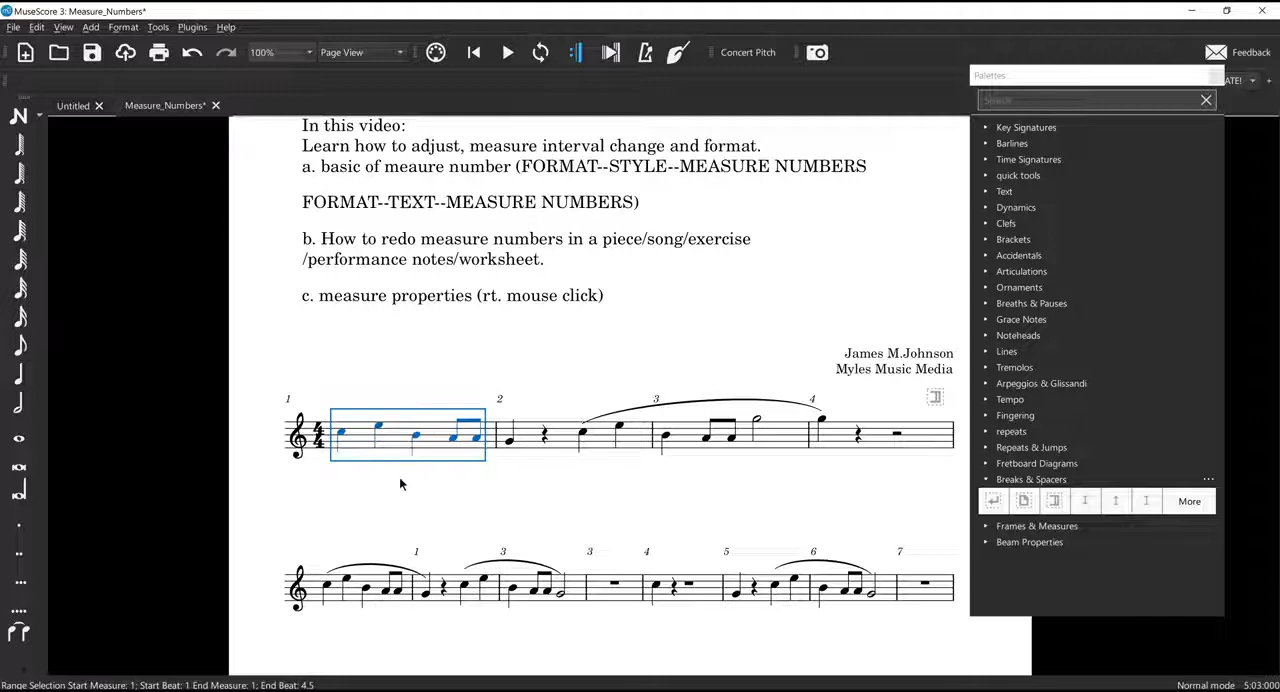 MuseScore 3: Measure_Numbers*
File Edit View Add Format Tools Plugins Help
100% Page View Concert Pitch Feedback
Palettes
ATE!
Search
Untitled Measure_Numbers*
In this video:
Learn how to adjust, measure interval change and format.
a. basic of meaure number (FORMAT--STYLE--MEASURE NUMBERS
FORMAT--TEXT--MEASURE NUMBERS)
b. How to redo measure numbers in a piece/song/exercise
/performance notes/worksheet.
c. measure properties (rt. mouse click)
James M.Johnson
Myles Music Media
1 2 3 4
1 3 3 4 5 6 7
Key Signatures
Barlines
Time Signatures
quick tools
Text
Dynamics
Clefs
Brackets
Accidentals
Articulations
Ornaments
Breaths & Pauses
Grace Notes
Noteheads
Lines
Tremolos
Arpeggios & Glissandi
Tempo
Fingering
repeats
Repeats & Jumps
Fretboard Diagrams
Breaks & Spacers
More
Frames & Measures
Beam Properties
Range Selection Start Measure: 1; Start Beat: 1 End Measure: 1; End Beat: 4.5
Normal mode 5:03:000